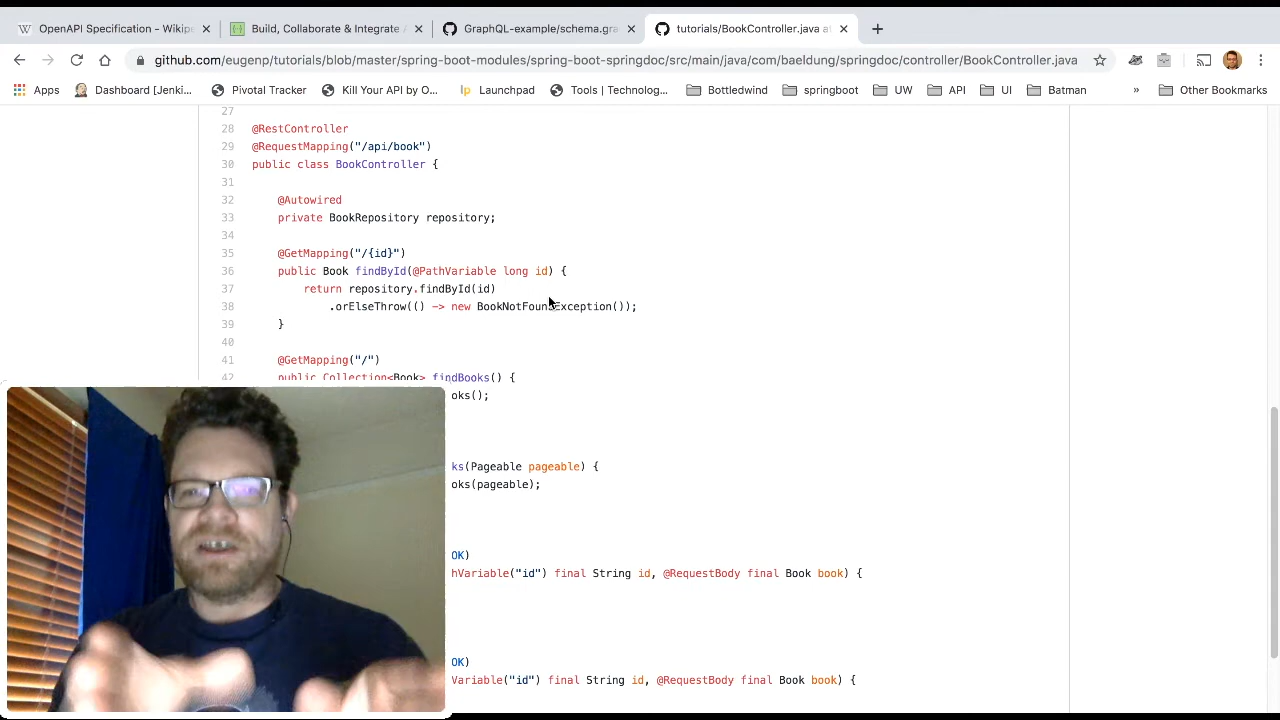 OpenAPI Specification - Wikip
Build, Collaborate & Integrate
GraphQL-example/schema.gra
tutorials/BookController.java at
github.com/eugenp/tutorials/blob/master/spring-boot-modules/spring-boot-springdoc/src/main/java/com/baeldung/springdoc/controller/BookController.java
Apps
Dashboard [Jenki...
Pivotal Tracker
Kill Your API by O...
Launchpad
Tools | Technolog...
Bottledwind
springboot
UW
API
UI
Batman
»
Other Bookmarks
27
28 @RestController
29 @RequestMapping("/api/book")
30 public class BookController {
31
32 @Autowired
33 private BookRepository repository;
34
35 @GetMapping("/{id}")
36 public Book findById(@PathVariable long id) {
37 return repository.findById(id)
38 .orElseThrow(() -> new BookNotFoundException());
39 }
40
41 @GetMapping("/")
42 public Collection<Book> findBooks() {
oks();
ks(Pageable pageable) {
oks(pageable);
OK)
hVariable("id") final String id, @RequestBody final Book book) {
OK)
Variable("id") final String id, @RequestBody final Book book) {